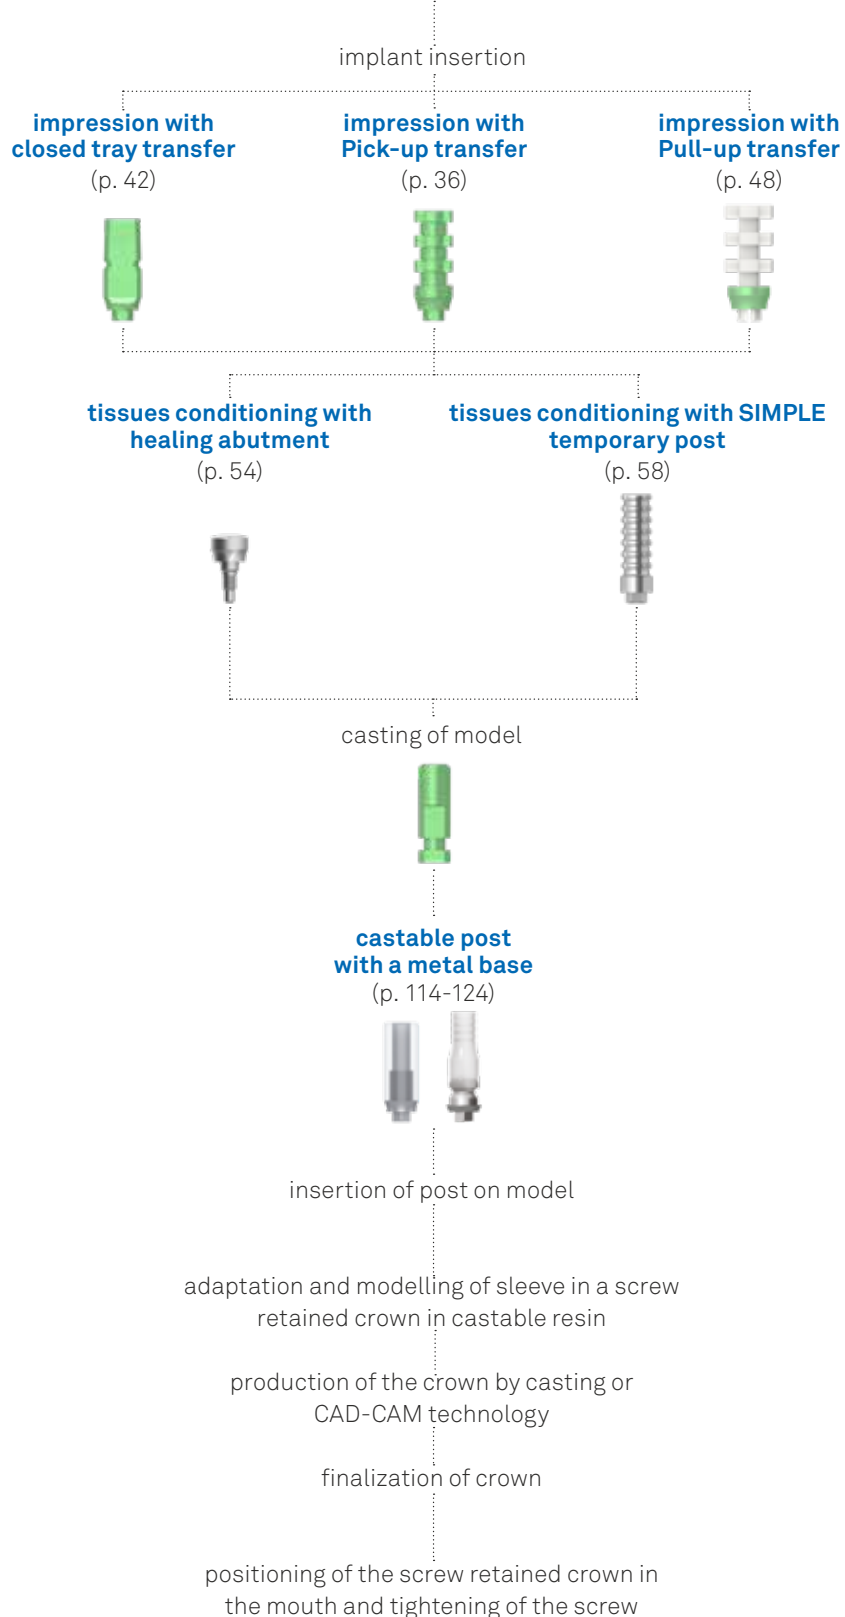 implant insertion
impression with
closed tray transfer
(p. 42)
impression with
Pick-up transfer
(p. 36)
impression with
Pull-up transfer
(p. 48)
tissues conditioning with
healing abutment
(p. 54)
tissues conditioning with SIMPLE
temporary post
(p. 58)
casting of model
castable post
with a metal base
(p. 114-124)
insertion of post on model
adaptation and modelling of sleeve in a screw
retained crown in castable resin
production of the crown by casting or
CAD-CAM technology
finalization of crown
positioning of the screw retained crown in
the mouth and tightening of the screw